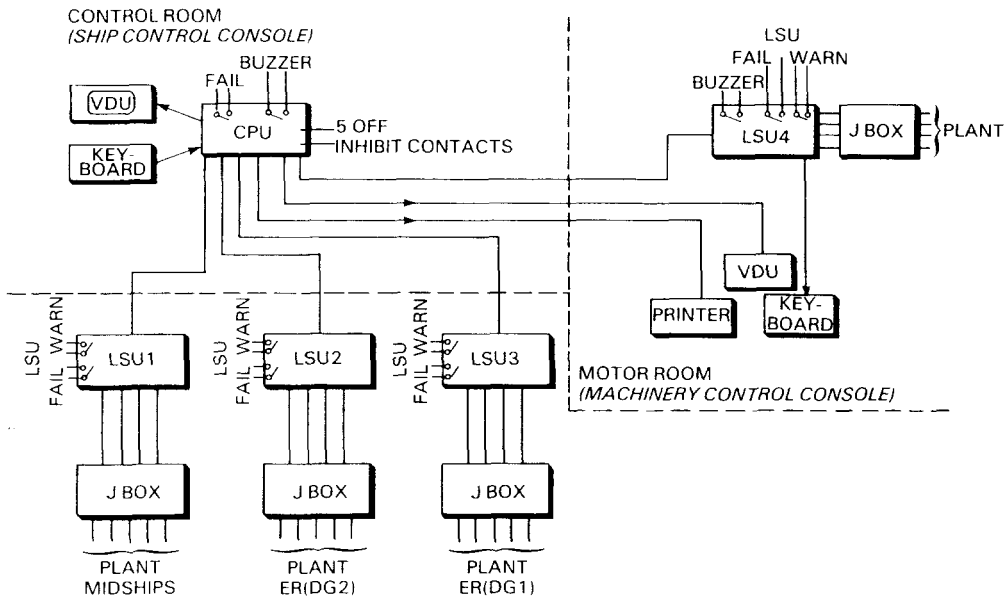 CONTROL ROOM
(SHIP CONTROL CONSOLE)
BUZZER
FAIL
VDU
CPU
KEY-
BOARD
5 OFF
INHIBIT CONTACTS
LSU
FAIL WARN
BUZZER
LSU4
J BOX
PLANT
VDU
PRINTER
KEY-
BOARD
MOTOR ROOM
(MACHINERY CONTROL CONSOLE)
LSU
FAIL WARN
LSU1
LSU
FAIL WARN
LSU2
LSU
FAIL WARN
LSU3
J BOX
J BOX
J BOX
PLANT
MIDSHIPS
PLANT
ER(DG2)
PLANT
ER(DG1)